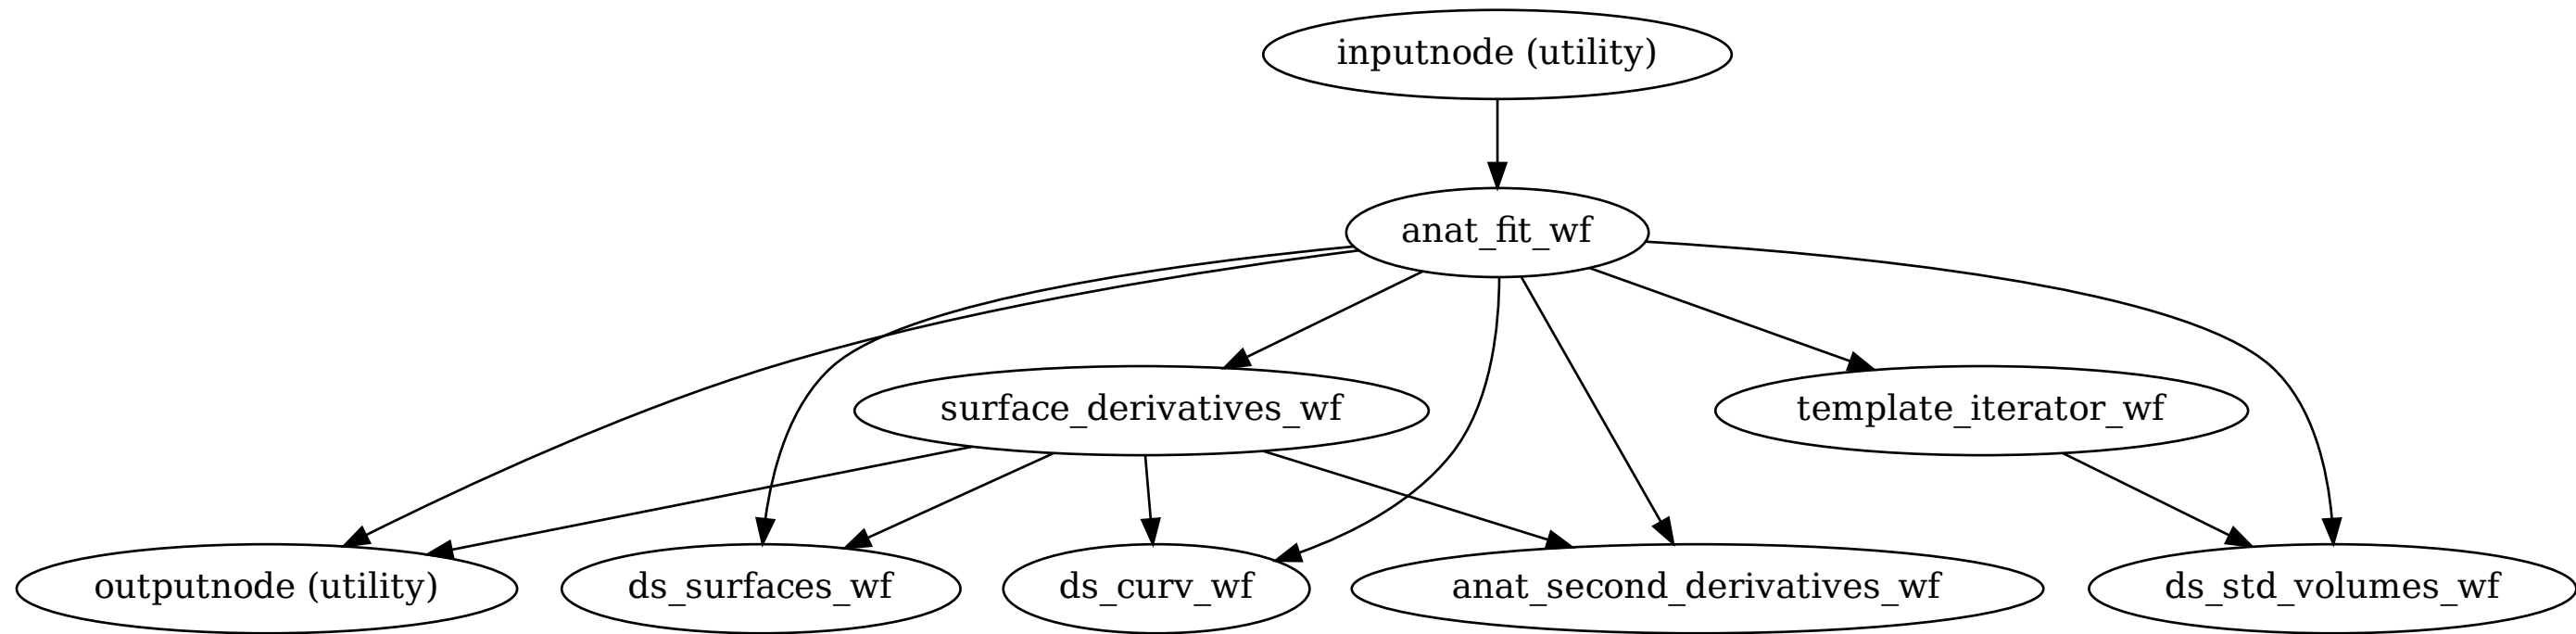 inputnode (utility)
anat_fit_wf
surface_derivatives_wf
template_iterator_wf
outputnode (utility)
ds_surfaces_wf
ds_curv_wf
anat_second_derivatives_wf
ds_std_volumes_wf